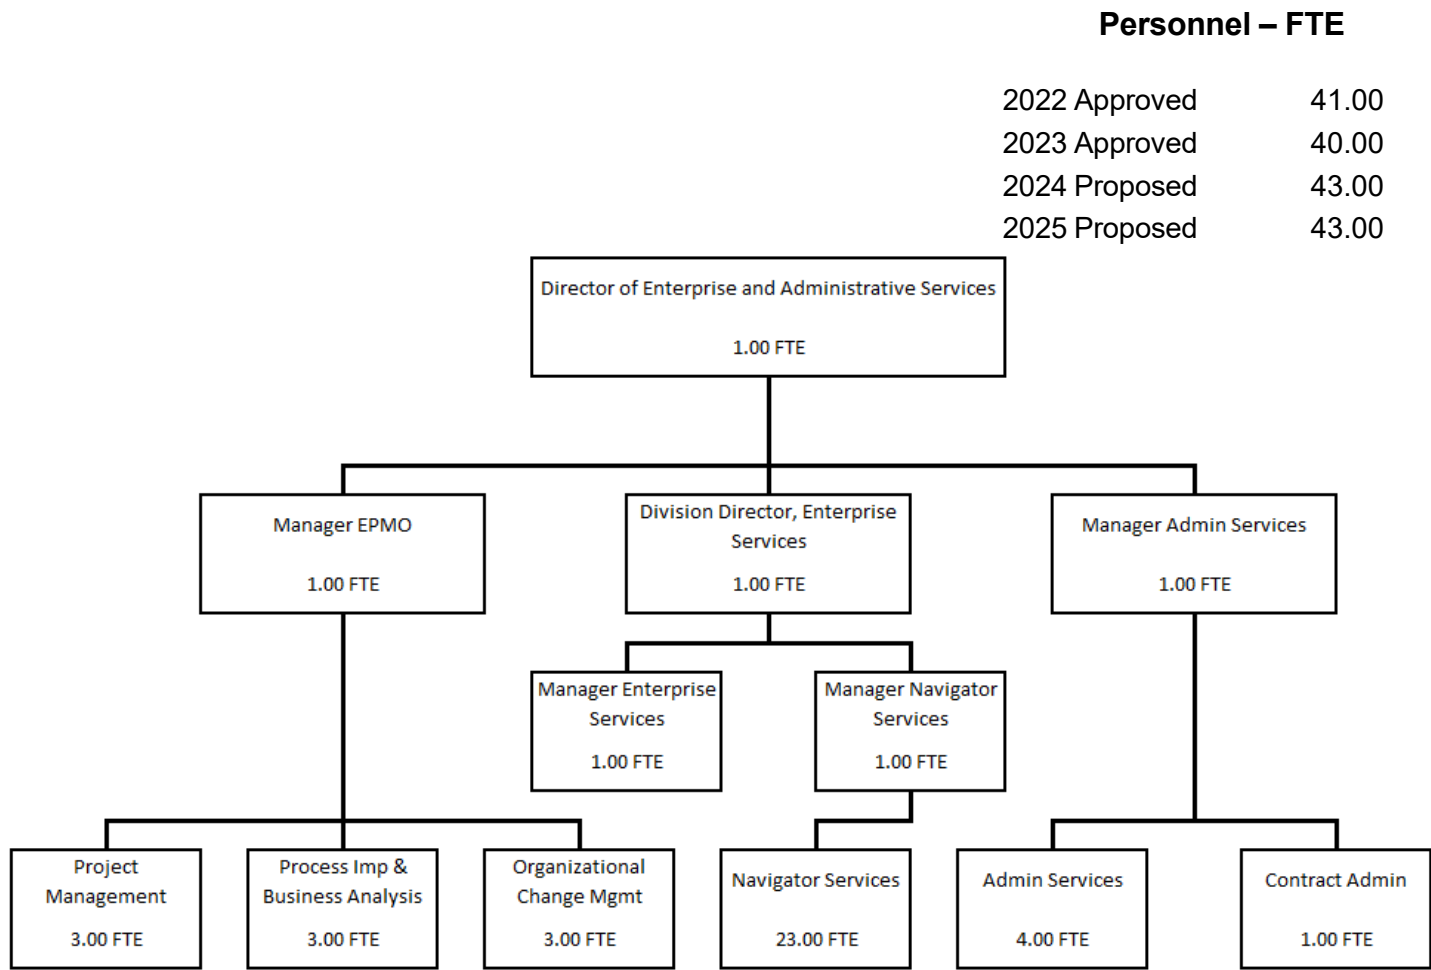 Personnel – FTE
2022 Approved 41.00
2023 Approved 40.00
2024 Proposed 43.00
2025 Proposed 43.00
Director of Enterprise and Administrative Services
1.00 FTE
Manager EPMO
1.00 FTE
Division Director, Enterprise
Services
1.00 FTE
Manager Admin Services
1.00 FTE
Manager Enterprise
Services
1.00 FTE
Manager Navigator
Services
1.00 FTE
Project
Management
3.00 FTE
Process Imp &
Business Analysis
3.00 FTE
Organizational
Change Mgmt
3.00 FTE
Navigator Services
23.00 FTE
Admin Services
4.00 FTE
Contract Admin
1.00 FTE